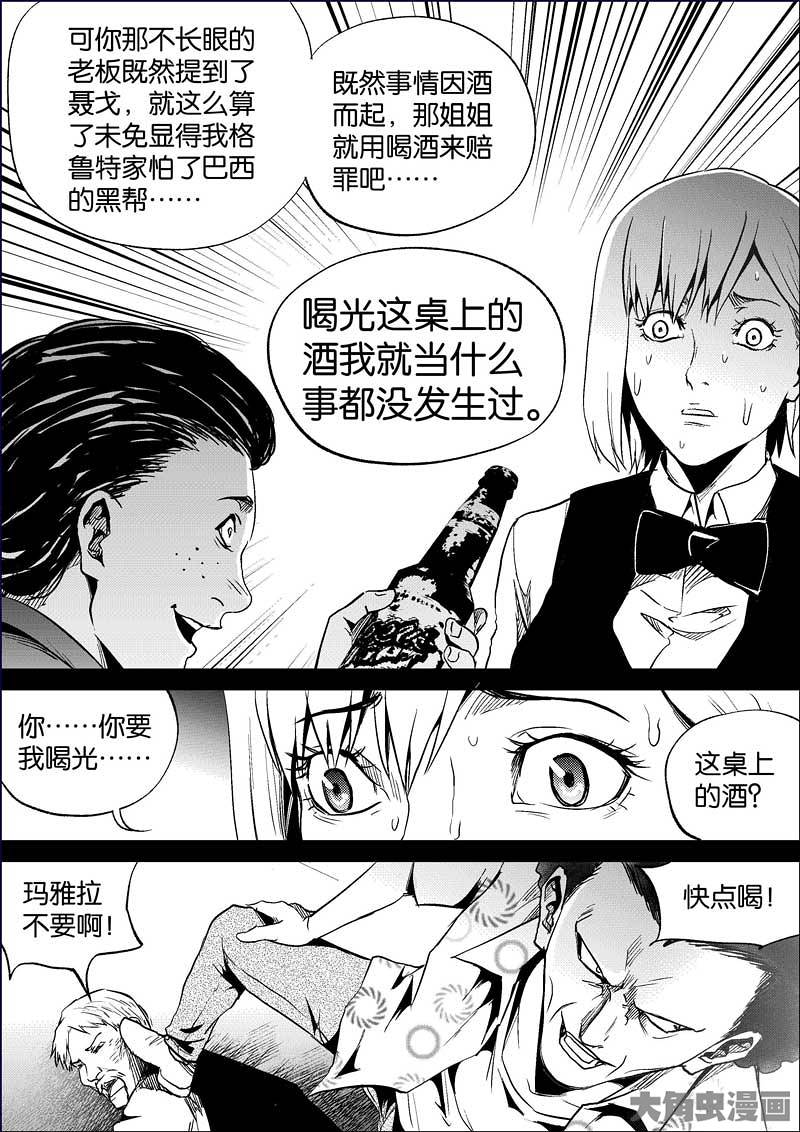 可你那不长眼的
老板既然提到了
聂戈，就这么算
了未免显得我格
鲁特家怕了巴西
的黑帮……
既然事情因酒
而起，那姐姐
就用喝酒来赔
罪吧……
喝光这桌上的
酒我就当什么
事都没发生过。
你……你要
我喝光……
这桌上
的酒？
玛雅拉
不要啊！
快点喝！
大角虫漫画